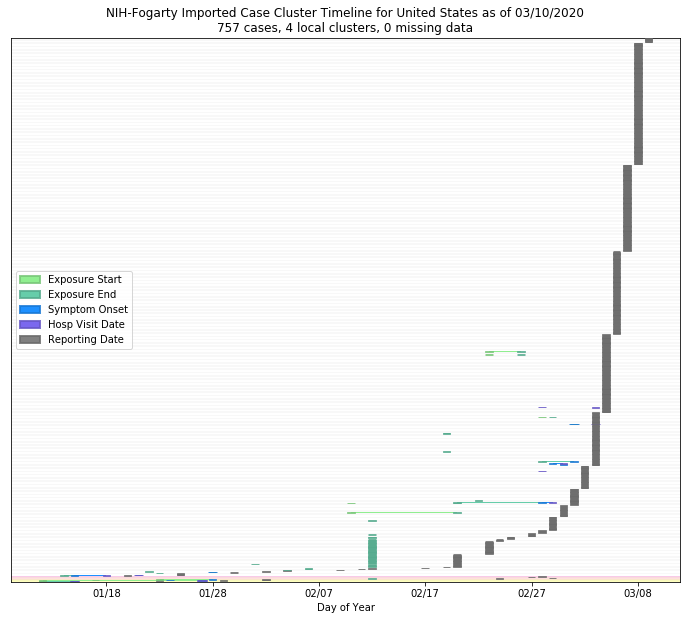 NIH-Fogarty Imported Case Cluster Timeline for United States as of 03/10/2020
757 cases, 4 local clusters, 0 missing data
Exposure Start
Exposure End
Symptom Onset
Hosp Visit Date
Reporting Date
01/18 01/28 02/07 02/17 02/27 03/08
Day of Year